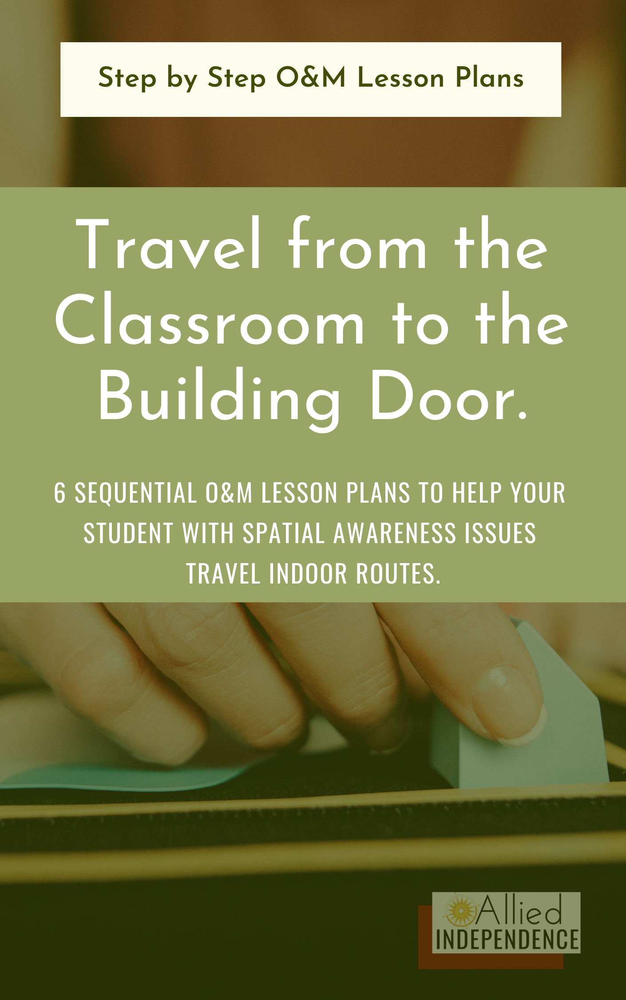 Step by Step O&M Lesson Plans
Travel from the
Classroom to the
Building Door.
6 SEQUENTIAL O&M LESSON PLANS TO HELP YOUR
STUDENT WITH SPATIAL AWARENESS ISSUES
TRAVEL INDOOR ROUTES.
Allied
INDEPENDENCE